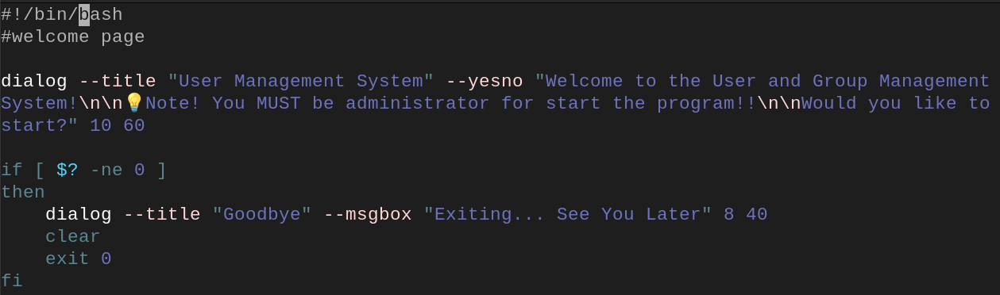 #!/bin/bash
#welcome page
dialog --title "User Management System" --yesno "Welcome to the User and Group Management
System!\n\n💡Note! You MUST be administrator for start the program!!\n\nWould you like to
start?" 10 60
if [ $? -ne 0 ]
then
    dialog --title "Goodbye" --msgbox "Exiting... See You Later" 8 40
    clear
    exit 0
fi